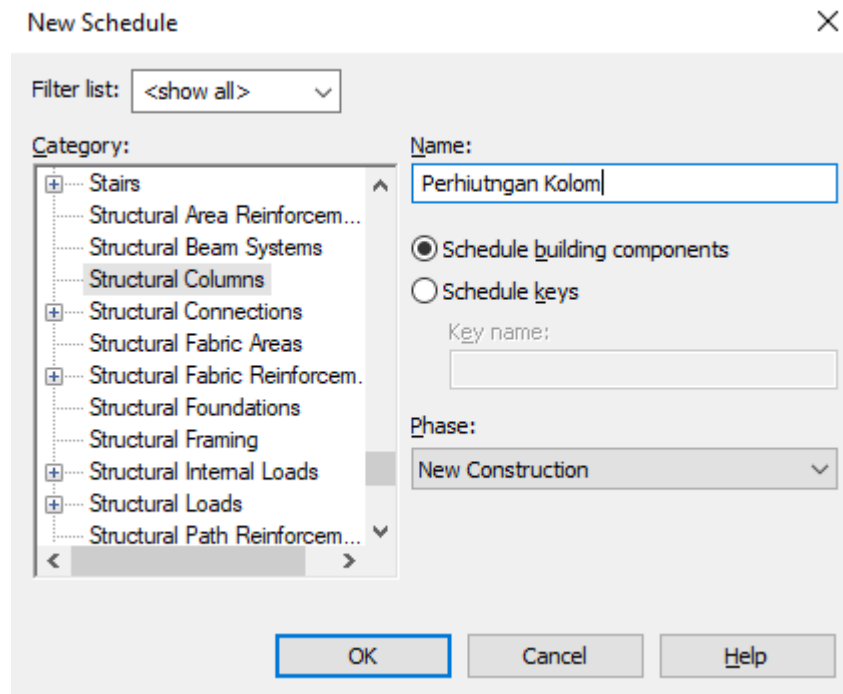 New Schedule
Filter list: <show all>
Category:
Stairs
Structural Area Reinforcem...
Structural Beam Systems
Structural Columns
Structural Connections
Structural Fabric Areas
Structural Fabric Reinforcem.
Structural Foundations
Structural Framing
Structural Internal Loads
Structural Loads
Structural Path Reinforcem...
Name:
Perhiutngan Kolom
Schedule building components
Schedule keys
Key name:
Phase:
New Construction
OK Cancel Help